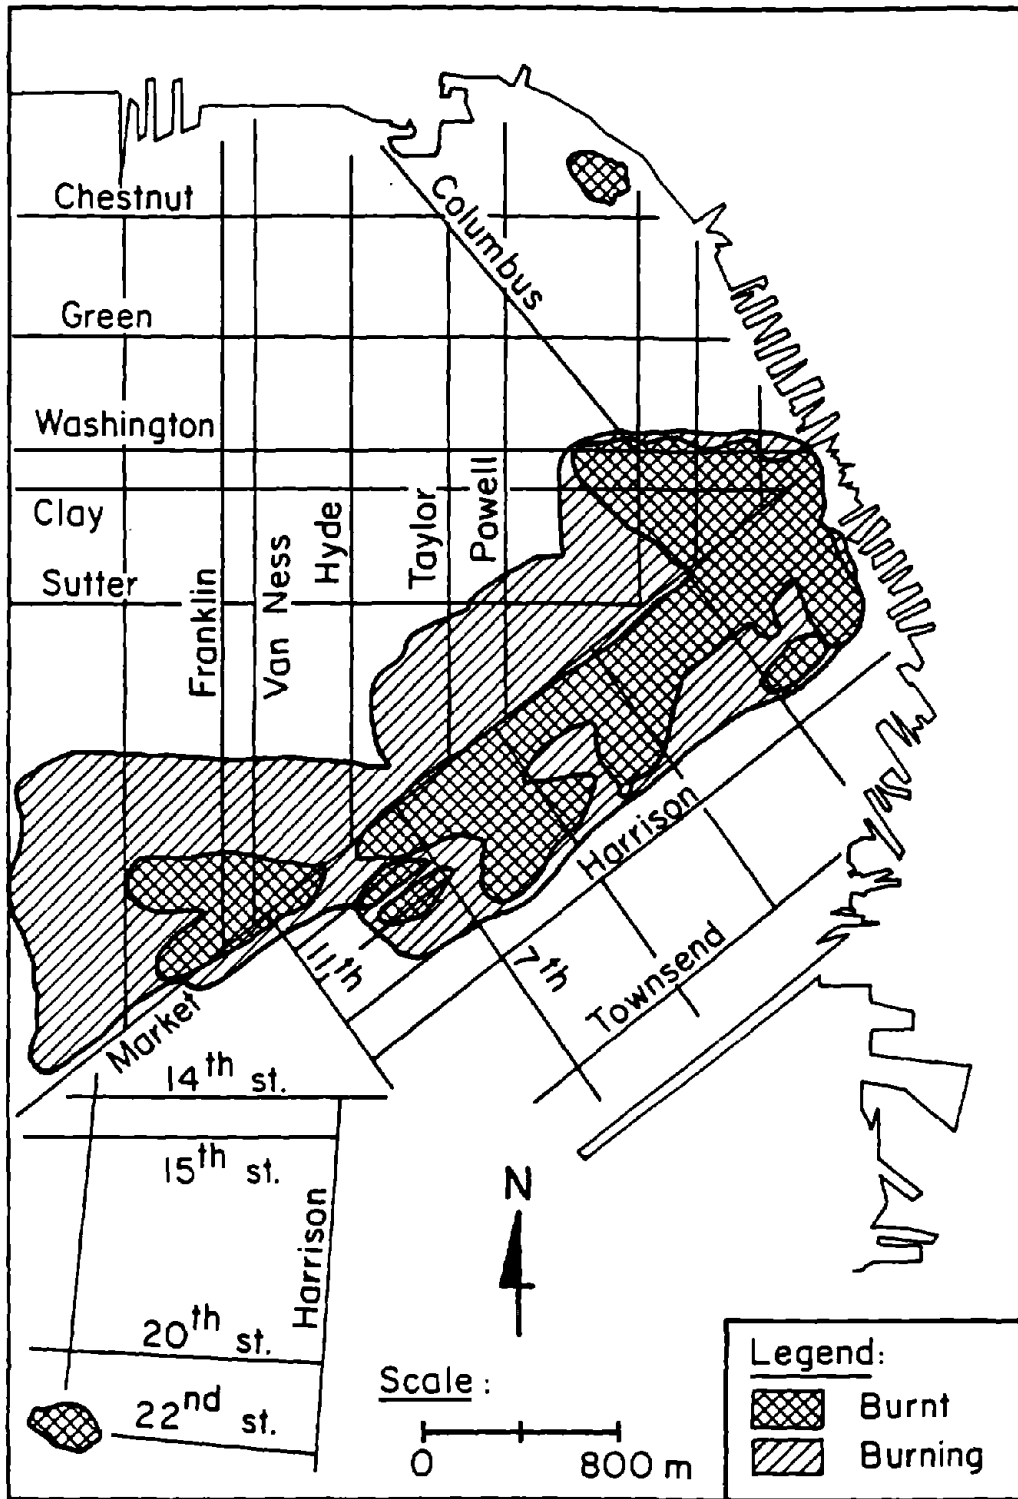 Chestnut
Columbus
Green
Washington
Clay
Sutter
Franklin
Van Ness
Hyde
Taylor
Powell
Harrison
Townsend
7th
11th
Market
14th st.
15th st.
Harrison
20th st.
22nd st.
N
Scale:
0 800 m
Legend:
Burnt
Burning